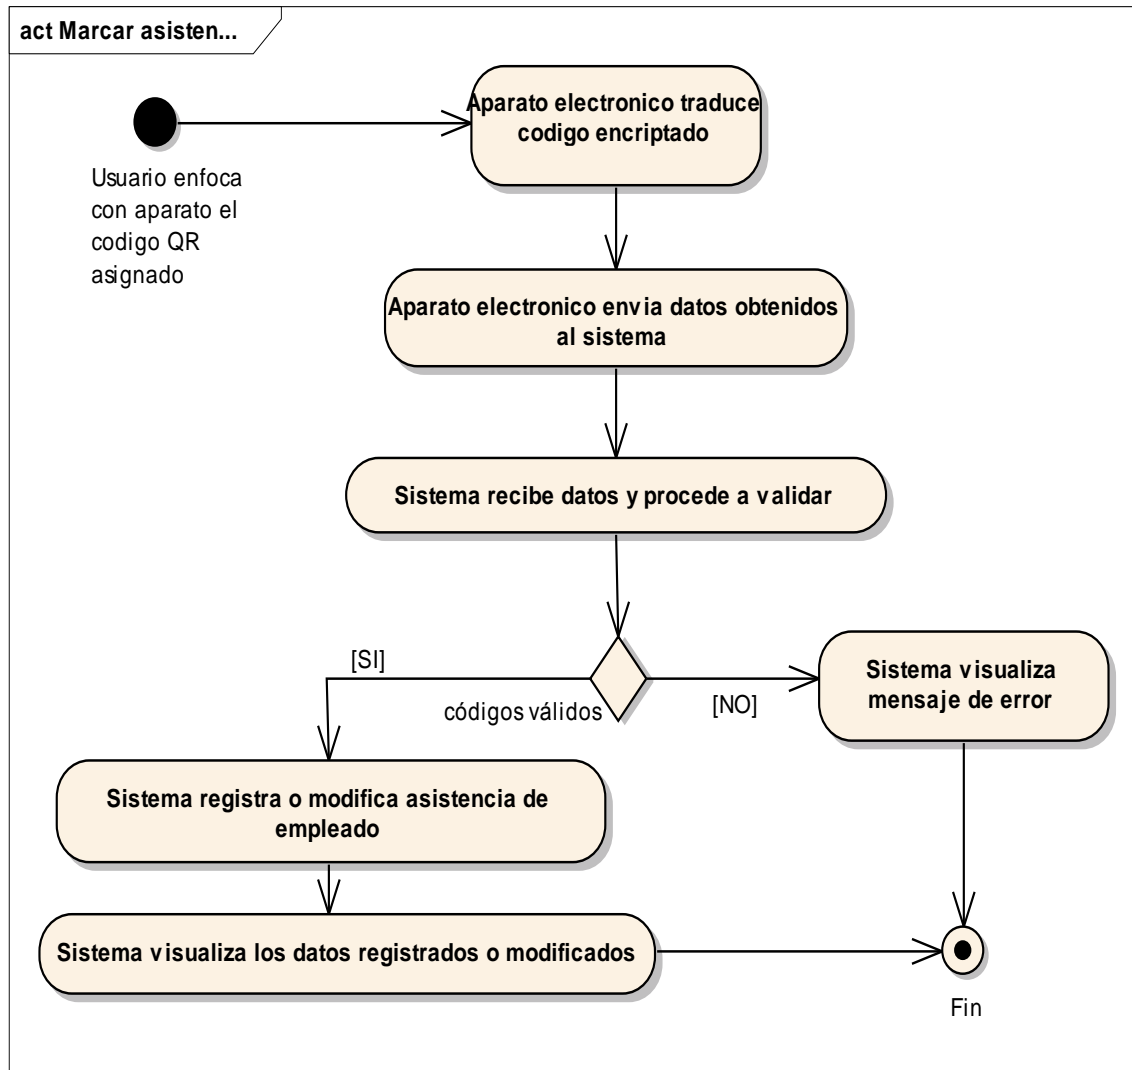 act Marcar asisten...
Aparato electronico traduce
codigo encriptado
Usuario enfoca
con aparato el
codigo QR
asignado
Aparato electronico envia datos obtenidos
al sistema
Sistema recibe datos y procede a validar
[SI]
códigos válidos
[NO]
Sistema visualiza
mensaje de error
Sistema registra o modifica asistencia de
empleado
Sistema visualiza los datos registrados o modificados
Fin